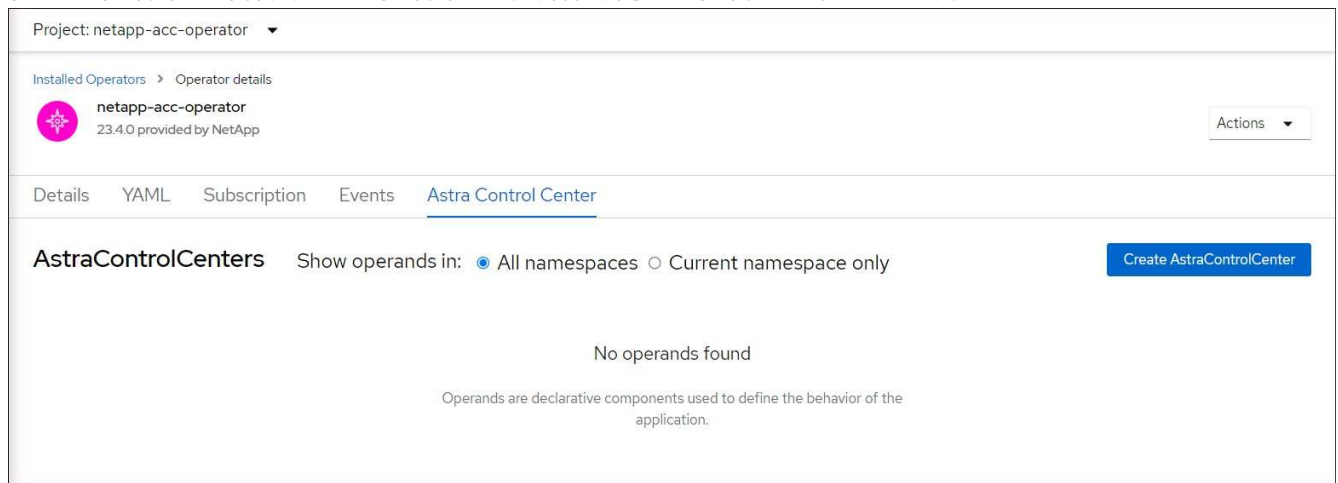 Project: netapp-acc-operator
Installed Operators > Operator details
netapp-acc-operator
23.4.0 provided by NetApp
Actions
Details YAML Subscription Events Astra Control Center
AstraControlCenters Show operands in: All namespaces Current namespace only Create AstraControlCenter
No operands found
Operands are declarative components used to define the behavior of the
application.